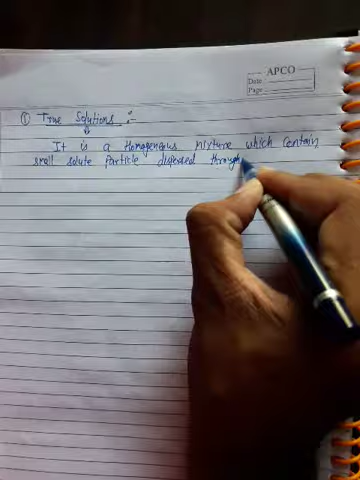 APCO
Date
Page
① True Solutions :-
It is a Homogeneous mixture which contain
small solute particle dispersed through